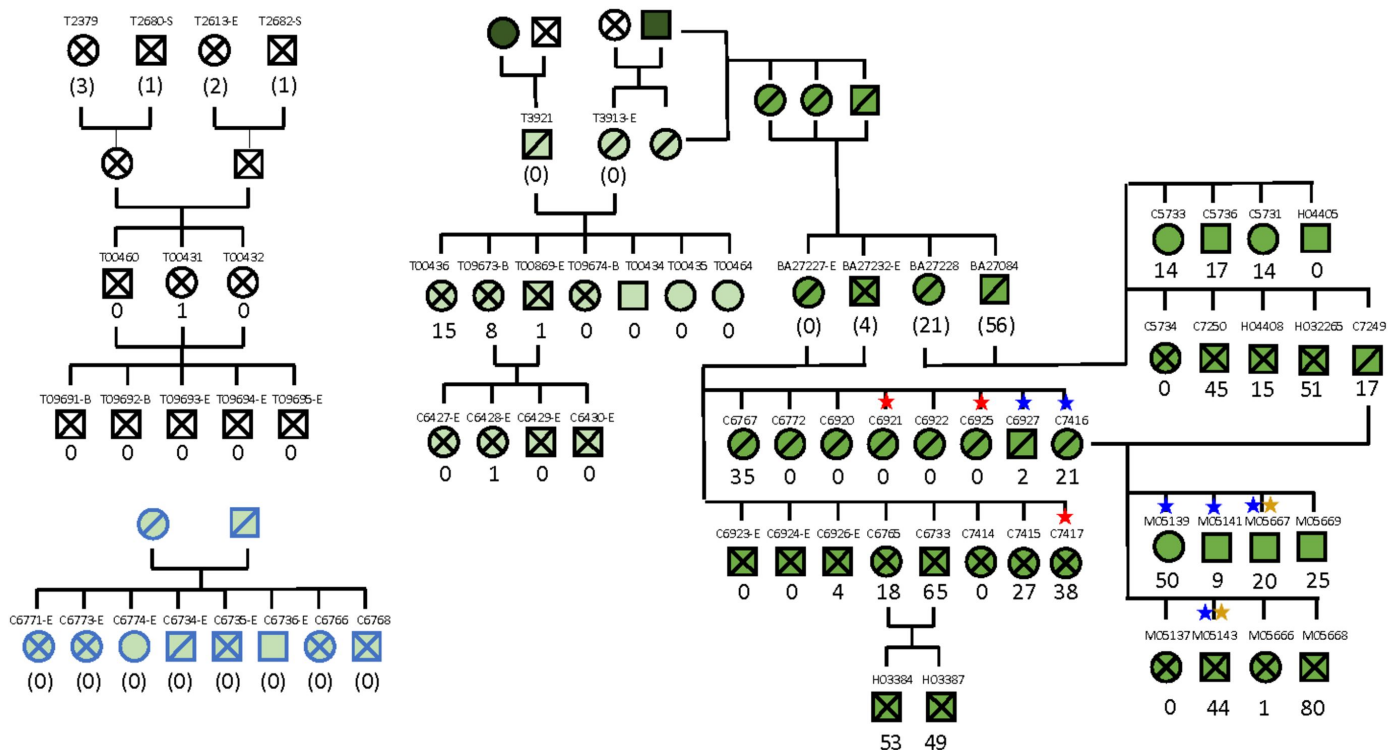 T2379 T2680-S T2613-E T2682-S
(3) (1) (2) (1)
T00460 T00431 T00432
0 1 0
T09691-B T09692-B T09693-E T09694-E T09695-E
0 0 0 0 0
C6771-E C6773-E C6774-E C6734-E C6735-E C6736-E C6766 C6768
(0) (0) (0) (0) (0) (0) (0) (0)
T3921 T3913-E
(0) (0)
T00436 T09673-B T00869-E T09674-B T00434 T00435 T00464
15 8 1 0 0 0 0
C6427-E C6428-E C6429-E C6430-E
0 1 0 0
BA27227-E BA27232-E BA27228 BA27084
(0) (4) (21) (56)
C5733 C5736 C5731 H04405
14 17 14 0
C5734 C7250 H04408 H032265 C7249
0 45 15 51 17
C6767 C6772 C6920 C6921 C6922 C6925 C6927 C7416
35 0 0 0 0 0 2 21
C6923-E C6924-E C6926-E C6765 C6733 C7414 C7415 C7417
0 0 4 18 65 0 27 38
H03384 H03387
53 49
M05139 M05141 M05667 M05669
50 9 20 25
M05137 M05143 M05666 M05668
0 44 1 80